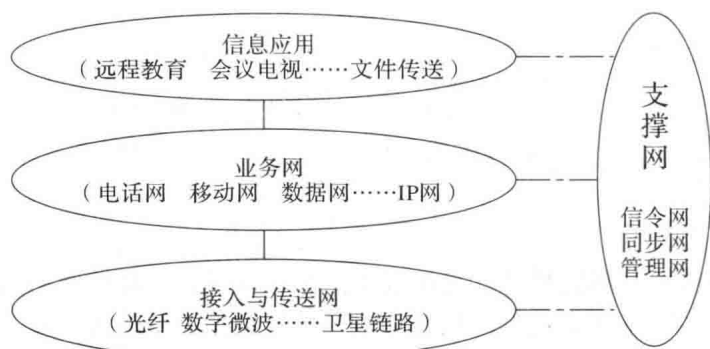 信息应用
（远程教育 会议电视……文件传送）
业务网
（电话网 移动网 数据网……IP网）
接入与传送网
（光纤 数字微波……卫星链路）
支撑网
信令网
同步网
管理网